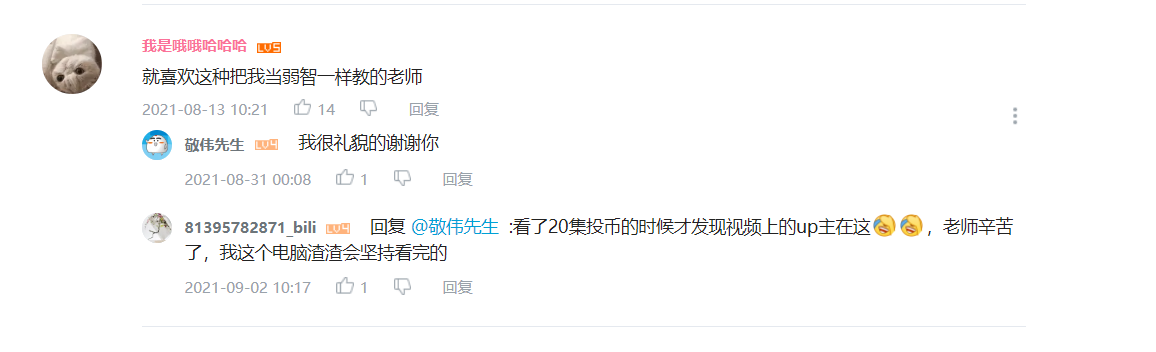 我是哦哦哈哈哈 LV5
就喜欢这种把我当弱智一样教的老师
2021-08-13 10:21 14 回复
敬伟先生 LV4 我很礼貌的谢谢你
2021-08-31 00:08 1 回复
81395782871_bili LV4 回复 @敬伟先生 :看了20集投币的时候才发现视频上的up主在这，老师辛苦
了，我这个电脑渣渣会坚持看完的
2021-09-02 10:17 1 回复